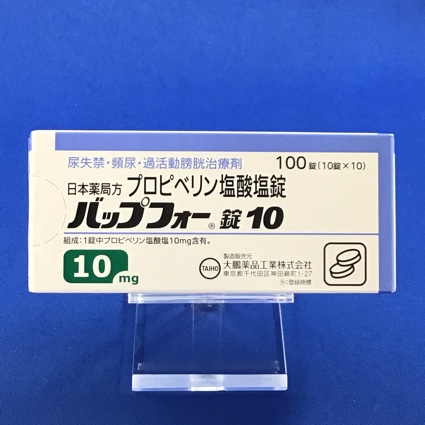 尿失禁・頻尿・過活動膀胱治療剤
100錠(10錠×10)
日本薬局方 プロピベリン塩酸塩錠
バップフォー®錠10
組成:1錠中プロピベリン塩酸塩10mg含有。
10mg
製造販売元
TAIHO 大鵬薬品工業株式会社
東京都千代田区神田錦町1-27
®:登録商標